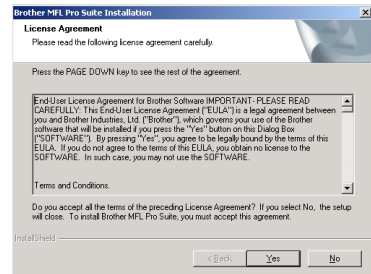 Brother MFL Pro Suite Installation
License Agreement
Please read the following license agreement carefully.
Press the PAGE DOWN key to see the rest of the agreement.
End-User License Agreement for Brother Software IMPORTANT- PLEASE READ
CAREFULLY: This End-User License Agreement ("EULA") is a legal agreement between
you and Brother Industries, Ltd. ("Brother"), which governs your use of the Brother
software that will be installed if you press the "Yes" button on this Dialog Box
("SOFTWARE"). By pressing "Yes", you agree to be legally bound by the terms of this
EULA. If you do not agree to the terms of this EULA, you obtain no license to the
SOFTWARE. In such case, you may not use the SOFTWARE.
Terms and Conditions.
Do you accept all the terms of the preceding License Agreement? If you select No, the setup
will close. To install Brother MFL Pro Suite, you must accept this agreement.
InstallShield
< Back Yes No